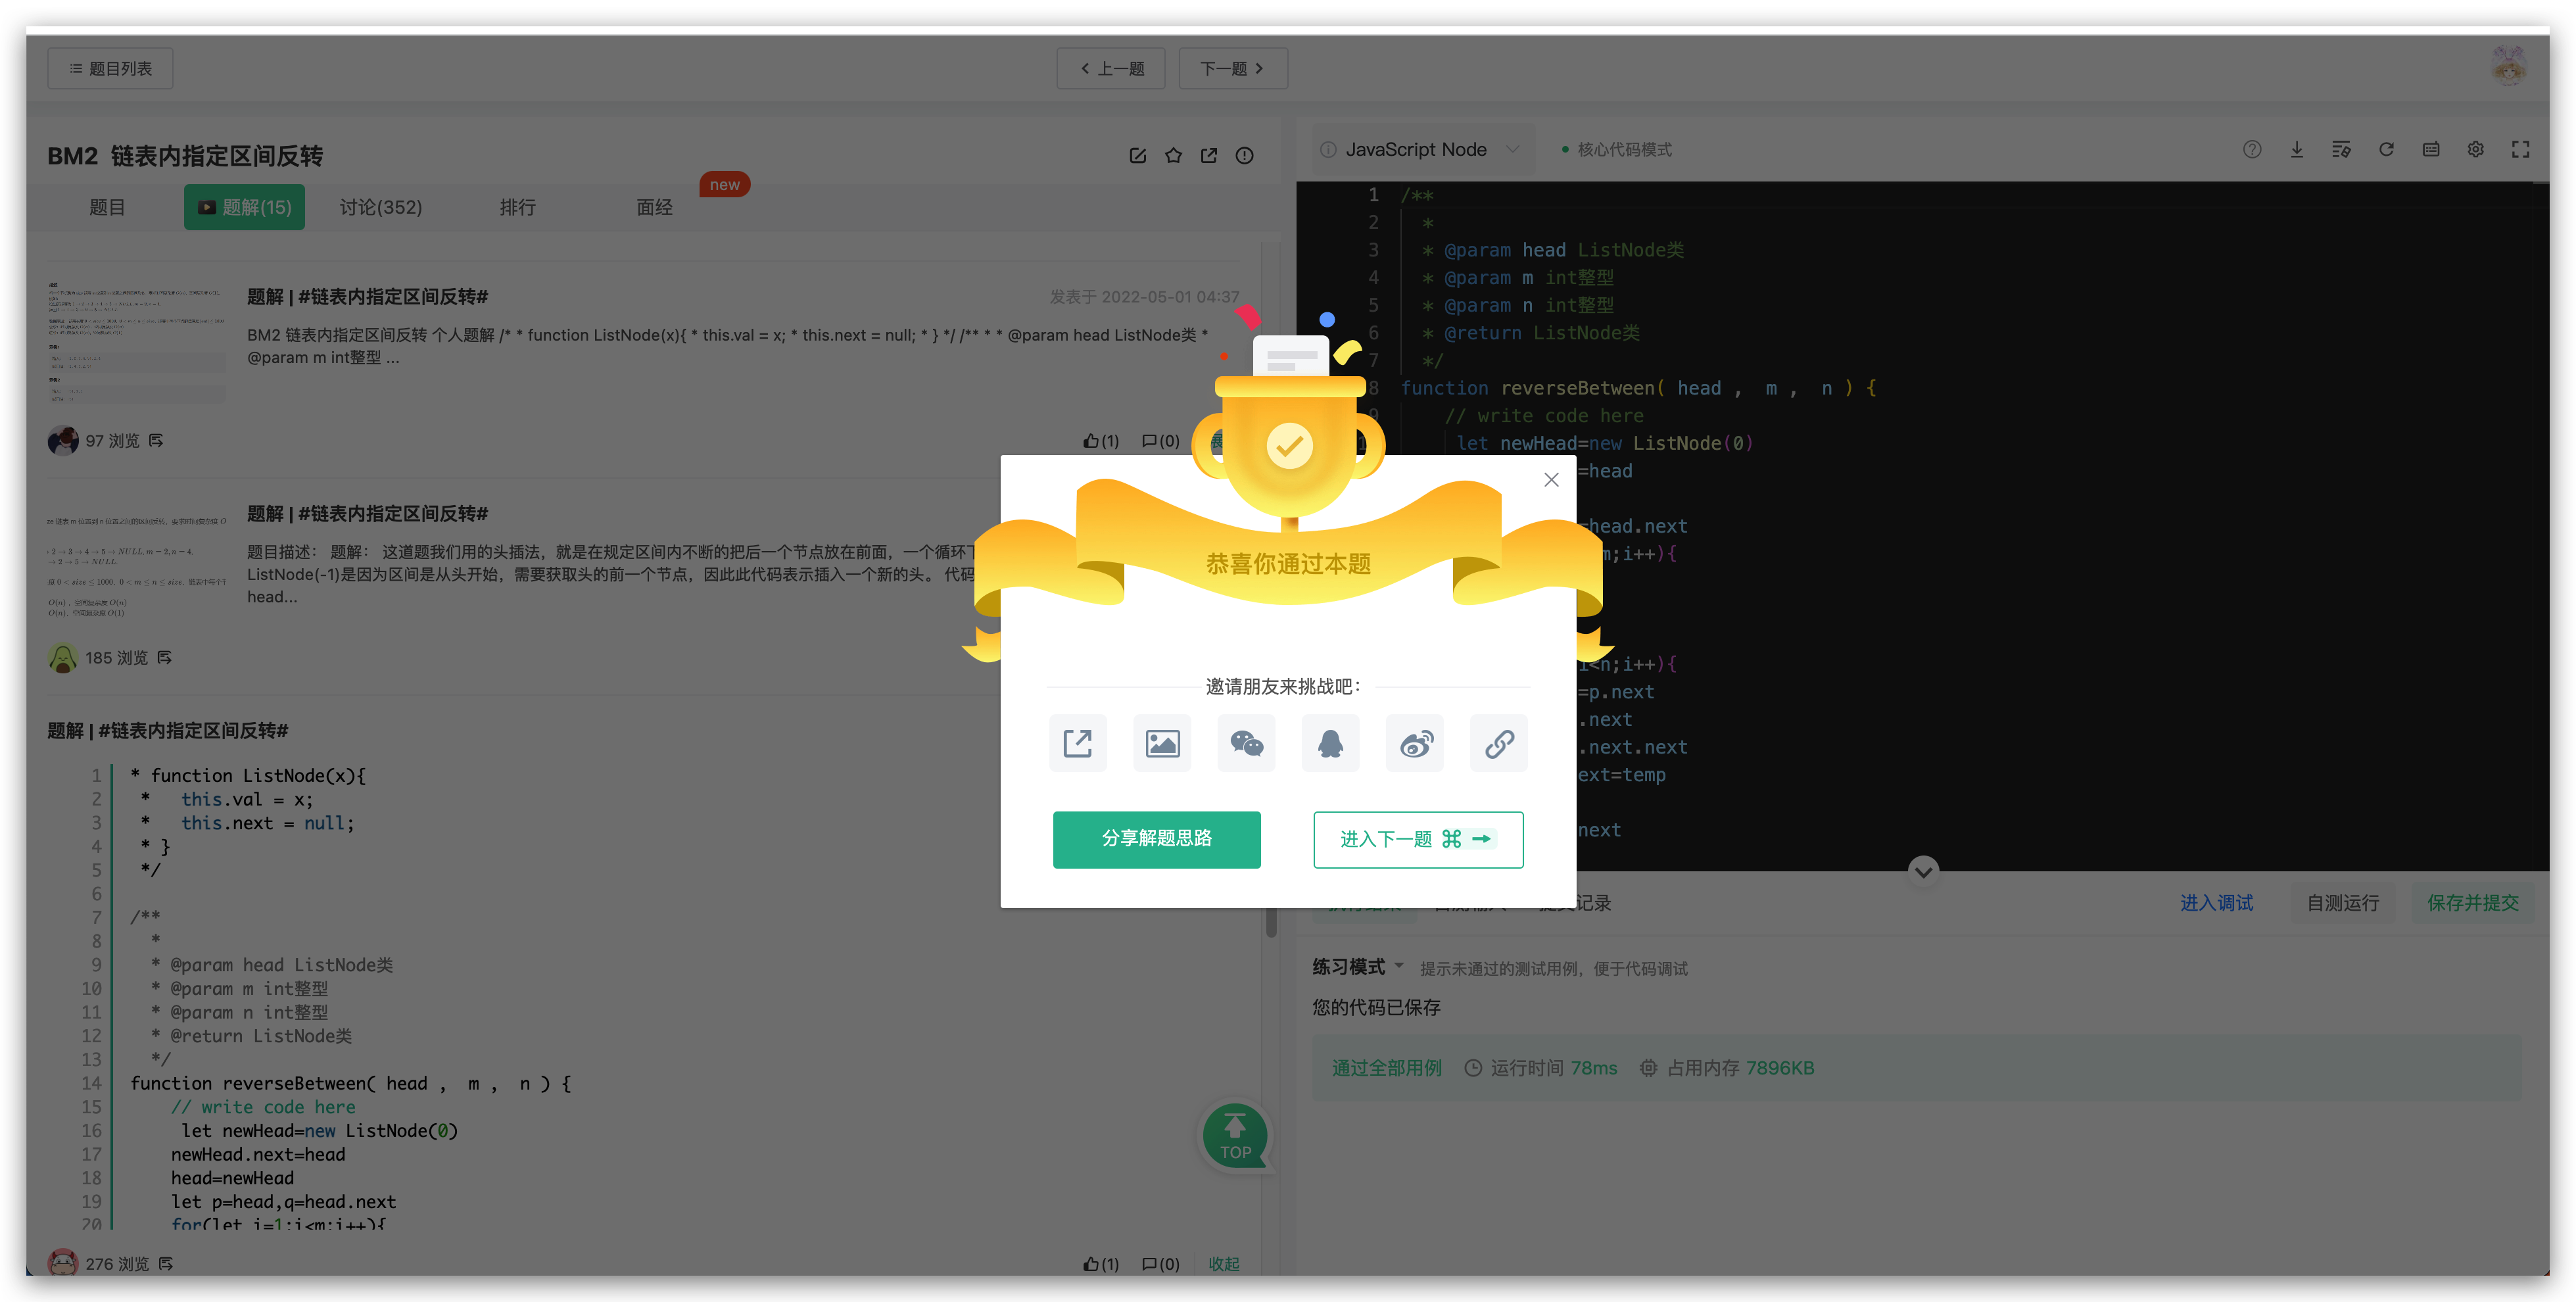 题目列表
上一题
下一题
BM2 链表内指定区间反转
new
题目
题解(15)
讨论(352)
排行
面经
题解 | #链表内指定区间反转#
发表于 2022-05-01 04:37
BM2 链表内指定区间反转 个人题解 /* * function ListNode(x){ * this.val = x; * this.next = null; * } */ /** * * @param head ListNode类 *
@param m int整型 ...
97 浏览
(1)
(0)
题解 | #链表内指定区间反转#
题目描述： 题解： 这道题我们用的头插法，就是在规定区间内不断的把后一个节点放在前面，一个循环下
ListNode(-1)是因为区间是从头开始，需要获取头的前一个节点，因此此代码表示插入一个新的头。 代码
head...
185 浏览
题解 | #链表内指定区间反转#
1 * function ListNode(x){
2 * this.val = x;
3 * this.next = null;
4 * }
5 */
6
7 /**
8 *
9 * @param head ListNode类
10 * @param m int整型
11 * @param n int整型
12 * @return ListNode类
13 */
14 function reverseBetween( head , m , n ) {
15 // write code here
16 let newHead=new ListNode(0)
17 newHead.next=head
18 head=newHead
19 let p=head,q=head.next
20 for(let i=1;i<m;i++){
276 浏览
(1)
(0)
收起
TOP
恭喜你通过本题
邀请朋友来挑战吧：
分享解题思路
进入下一题 ⌘ →
JavaScript Node
核心代码模式
1 /**
2 *
3 * @param head ListNode类
4 * @param m int整型
5 * @param n int整型
6 * @return ListNode类
7 */
8 function reverseBetween( head , m , n ) {
9 // write code here
let newHead=new ListNode(0)
=head
=head.next
m;i++){
i<n;i++){
=p.next
.next
.next.next
ext=temp
next
记录
进入调试
自测运行
保存并提交
练习模式
提示未通过的测试用例，便于代码调试
您的代码已保存
通过全部用例
运行时间 78ms
占用内存 7896KB